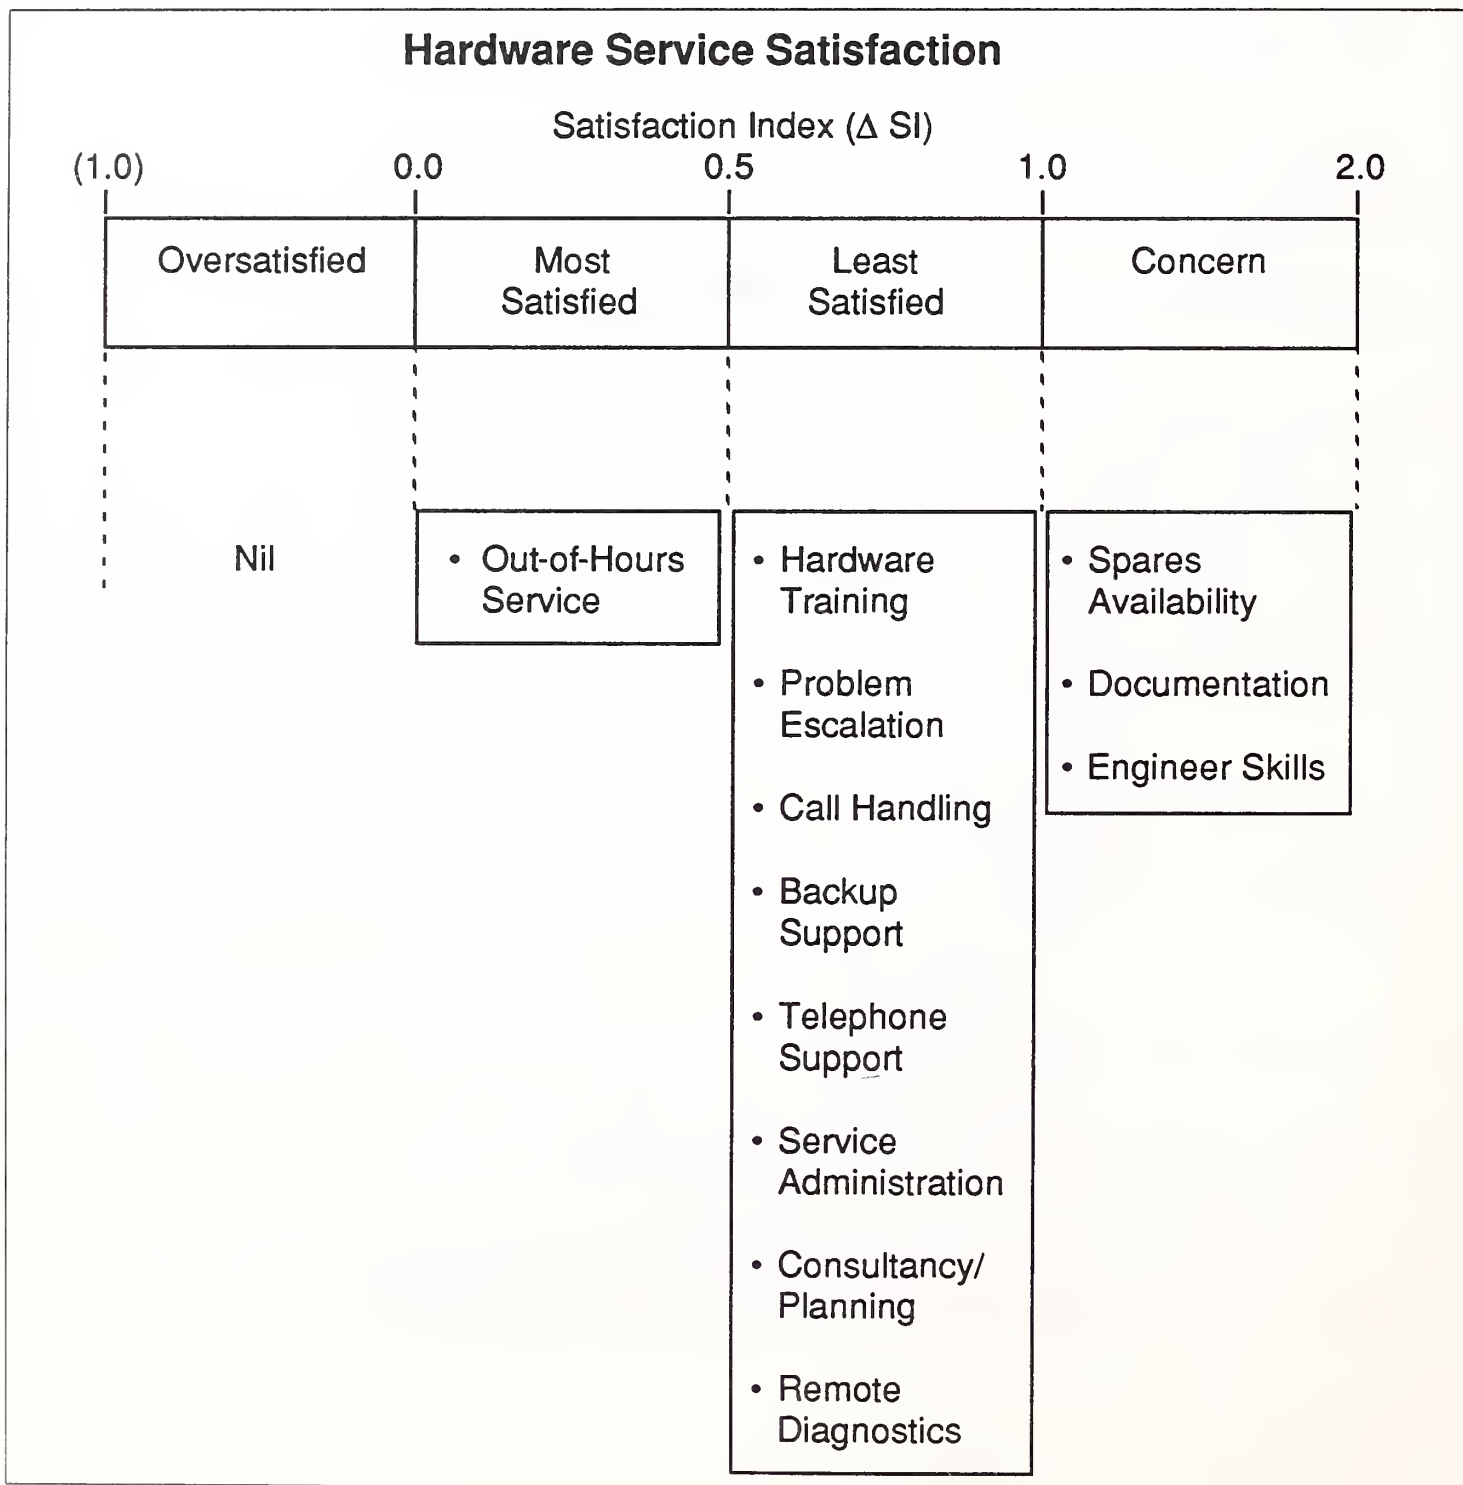 Hardware Service Satisfaction
Satisfaction Index (Δ SI)
(1.0) 0.0 0.5 1.0 2.0
Oversatisfied
Most
Satisfied
Least
Satisfied
Concern
Nil
• Out-of-Hours
Service
• Hardware
Training
• Problem
Escalation
• Call Handling
• Backup
Support
• Telephone
Support
• Service
Administration
• Consultancy/
Planning
• Remote
Diagnostics
• Spares
Availability
• Documentation
• Engineer Skills